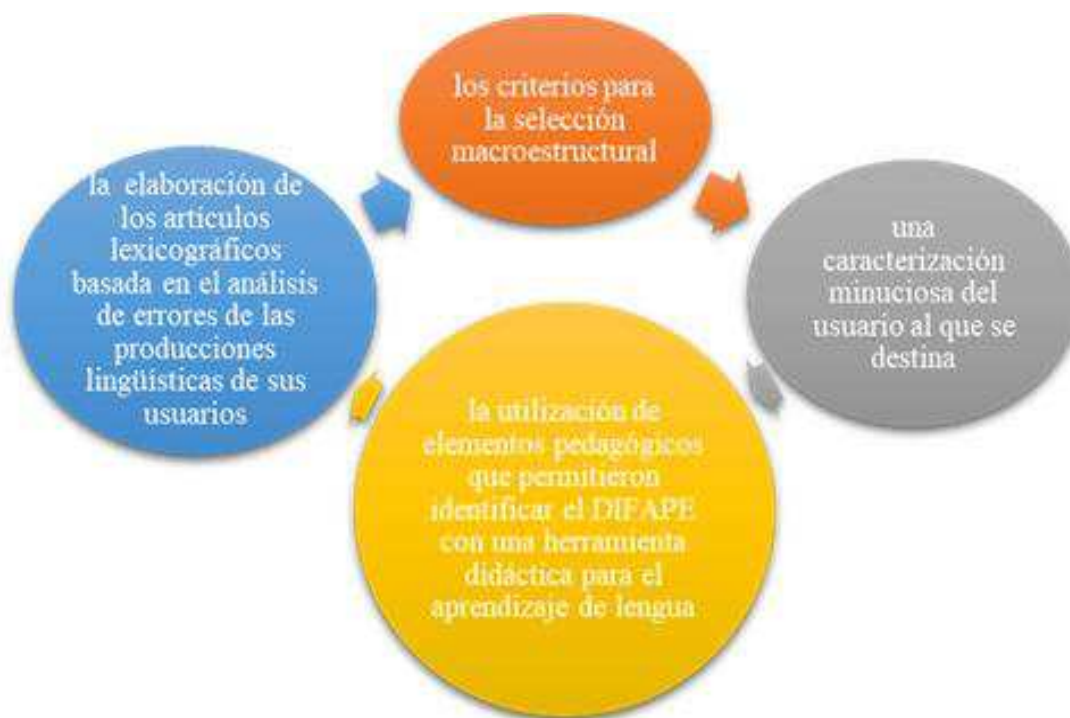 los criterios para
la selección
macroestructural
una
caracterización
minuciosa del
usuario al que se
destina
la utilización de
elementos pedagógicos
que permitieron
identificar el DIFAPE
con una herramienta
didáctica para el
aprendizaje de lengua
la elaboración de
los artículos
lexicográficos
basada en el análisis
de errores de las
producciones
lingüísticas de sus
usuarios